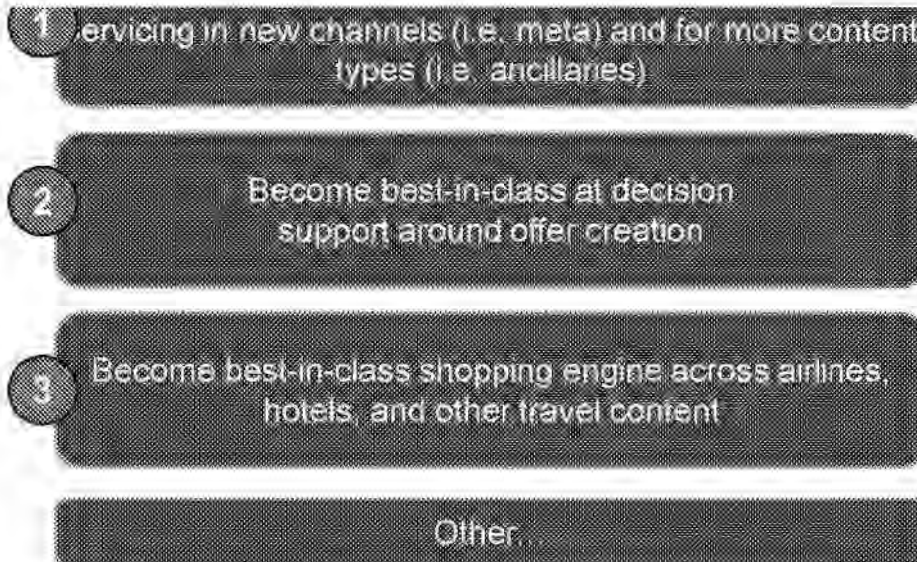 1
ervicing in new channels (i.e. meta) and for more content
types (i.e. ancillaries)
2
Become best-in-class at decision
support around offer creation
3
Become best-in-class shopping engine across airlines,
hotels, and other travel content
Other...